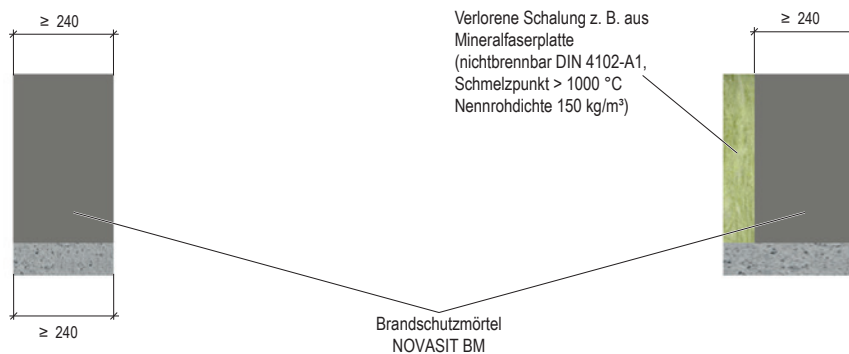 ≥ 240
Verlorene Schalung z. B. aus
Mineralfaserplatte
(nichtbrennbar DIN 4102-A1,
Schmelzpunkt > 1000 °C
Nennrohdichte 150 kg/m³)
≥ 240
≥ 240
Brandschutzmörtel
NOVASIT BM